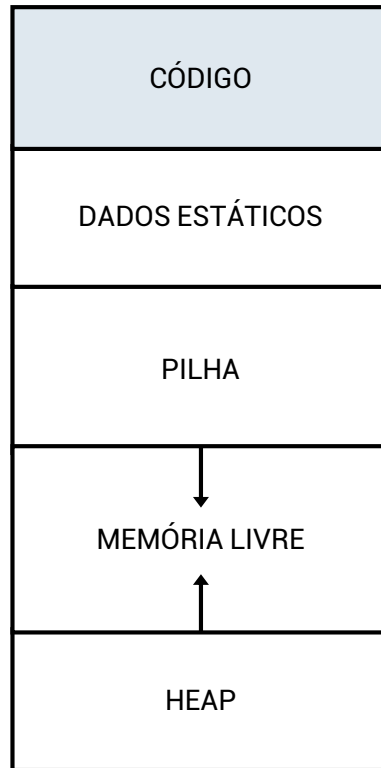 CÓDIGO
DADOS ESTÁTICOS
PILHA
MEMÓRIA LIVRE
HEAP